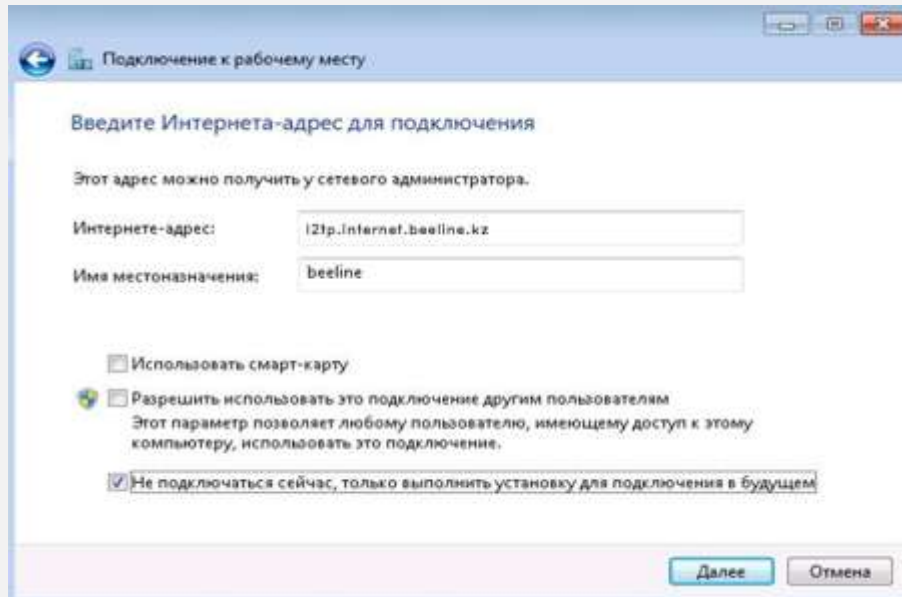 Подключение к рабочему месту
Введите Интернета-адрес для подключения
Этот адрес можно получить у сетевого администратора.
Интернете-адрес: l2tp.internet.beeline.kz
Имя местоназначения: beeline
Использовать смарт-карту
Разрешить использовать это подключение другим пользователям
Этот параметр позволяет любому пользователю, имеющему доступ к этому
компьютеру, использовать это подключение.
Не подключаться сейчас, только выполнить установку для подключения в будущем
Далее Отмена